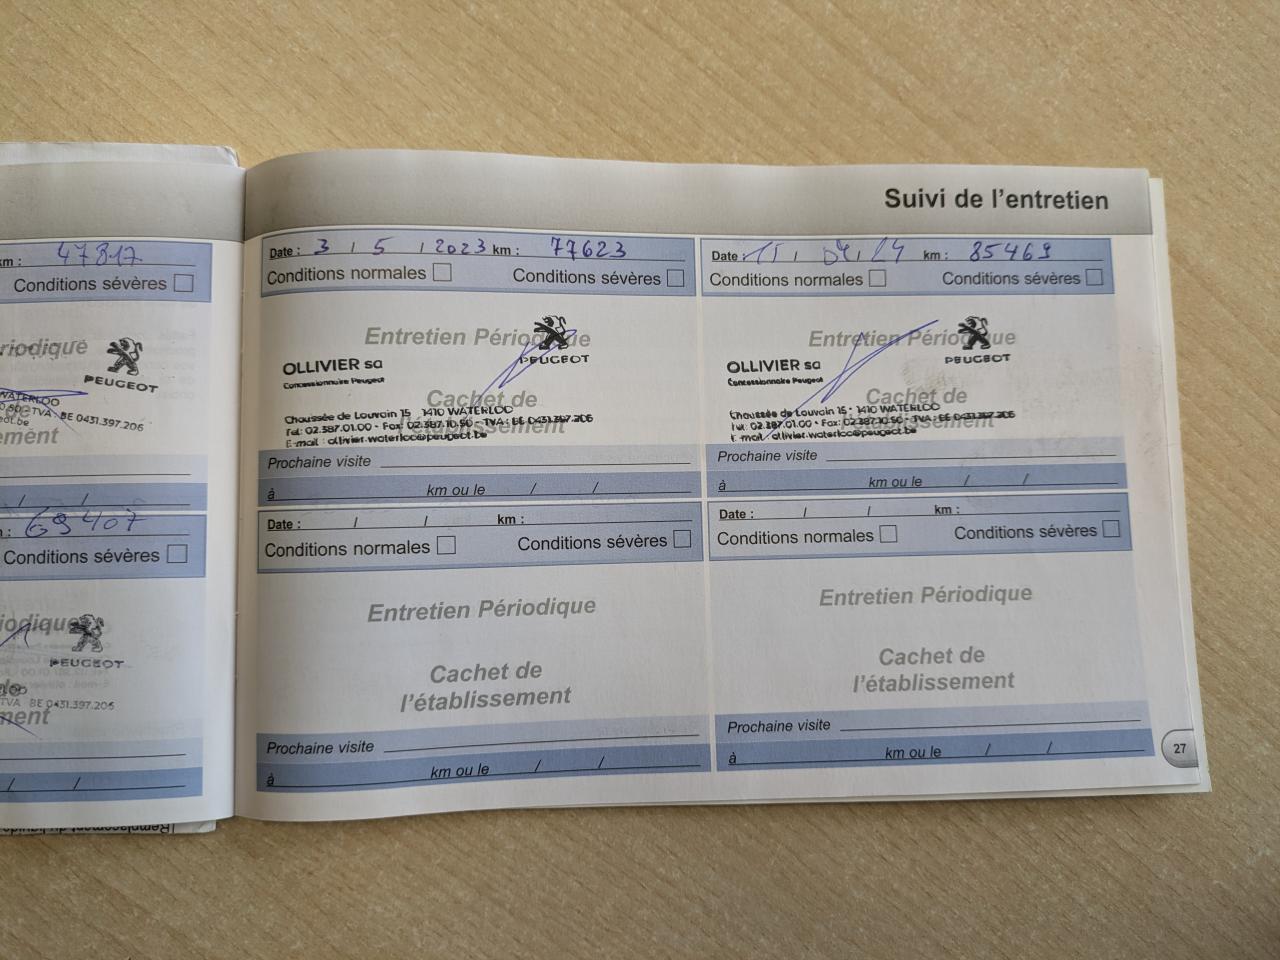 Suivi de l'entretien
km : 47817
Conditions sévères
PEUGEOT
WATERLOO
TVA : BE 0431.397.206
69407
Conditions sévères
PEUGEOT
TVA BE 0431.397.206
Date : 3 / 5 / 2023 km : 77623
Conditions normales Conditions sévères
Entretien Périodique
PEUGEOT
OLLIVIER sa
Concessionnaire Peugeot
Cachet de
l'établissement
Chaussée de Louvain 15 1410 WATERLOO
Tel: 02.387.01.00 - Fax: 02.387.10.50 - TVA : BE 0431.397.206
E-mail : ollivier.waterloo@peugeot.be
Prochaine visite
à km ou le / /
Date : / km : 85469
Conditions normales Conditions sévères
Entretien Périodique
PEUGEOT
OLLIVIER sa
Concessionnaire Peugeot
Cachet de
l'établissement
Chaussée de Louvain 15 - 1410 WATERLOO
Tel: 02.387.01.00 - Fax: 02.387.10.50 - TVA : BE 0431.397.206
E-mail : ollivier.waterloo@peugeot.be
Prochaine visite
à km ou le / /
Date : / / km :
Conditions normales Conditions sévères
Entretien Périodique
Cachet de
l'établissement
Prochaine visite
à km ou le / /
Date : / / km :
Conditions normales Conditions sévères
Entretien Périodique
Cachet de
l'établissement
Prochaine visite
à km ou le / /
27